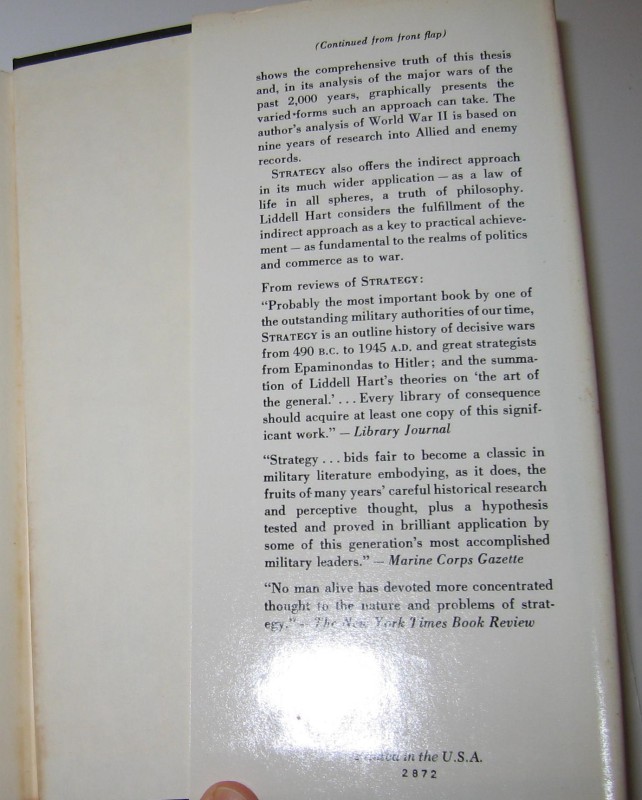 (Continued from front flap)
shows the comprehensive truth of this thesis
and, in its analysis of the major wars of the
past 2,000 years, graphically presents the
varied forms such an approach can take. The
author's analysis of World War II is based on
nine years of research into Allied and enemy
records.
STRATEGY also offers the indirect approach
in its much wider application — as a law of
life in all spheres, a truth of philosophy.
Liddell Hart considers the fulfillment of the
indirect approach as a key to practical achieve-
ment — as fundamental to the realms of politics
and commerce as to war.
From reviews of STRATEGY:
"Probably the most important book by one of
the outstanding military authorities of our time,
STRATEGY is an outline history of decisive wars
from 490 B.C. to 1945 A.D. and great strategists
from Epaminondas to Hitler; and the summa-
tion of Liddell Hart's theories on 'the art of
the general.' . . . Every library of consequence
should acquire at least one copy of this signif-
icant work." — Library Journal
"Strategy . . . bids fair to become a classic in
military literature embodying, as it does, the
fruits of many years' careful historical research
and perceptive thought, plus a hypothesis
tested and proved in brilliant application by
some of this generation's most accomplished
military leaders." — Marine Corps Gazette
"No man alive has devoted more concentrated
thought to the nature and problems of strat-
egy." — The New York Times Book Review
Printed in the U.S.A.
2872